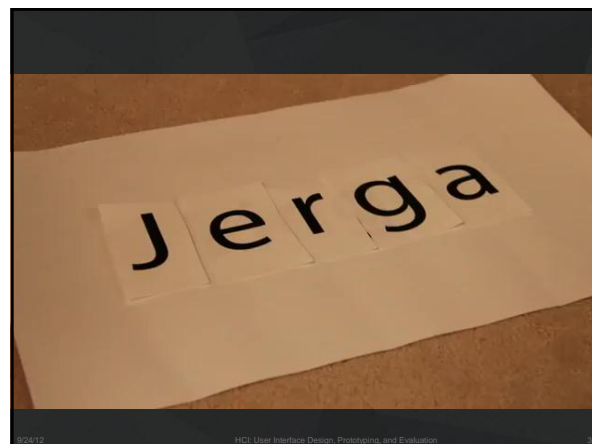 Jerga
9/24/12 HCI: User Interface Design, Prototyping, and Evaluation